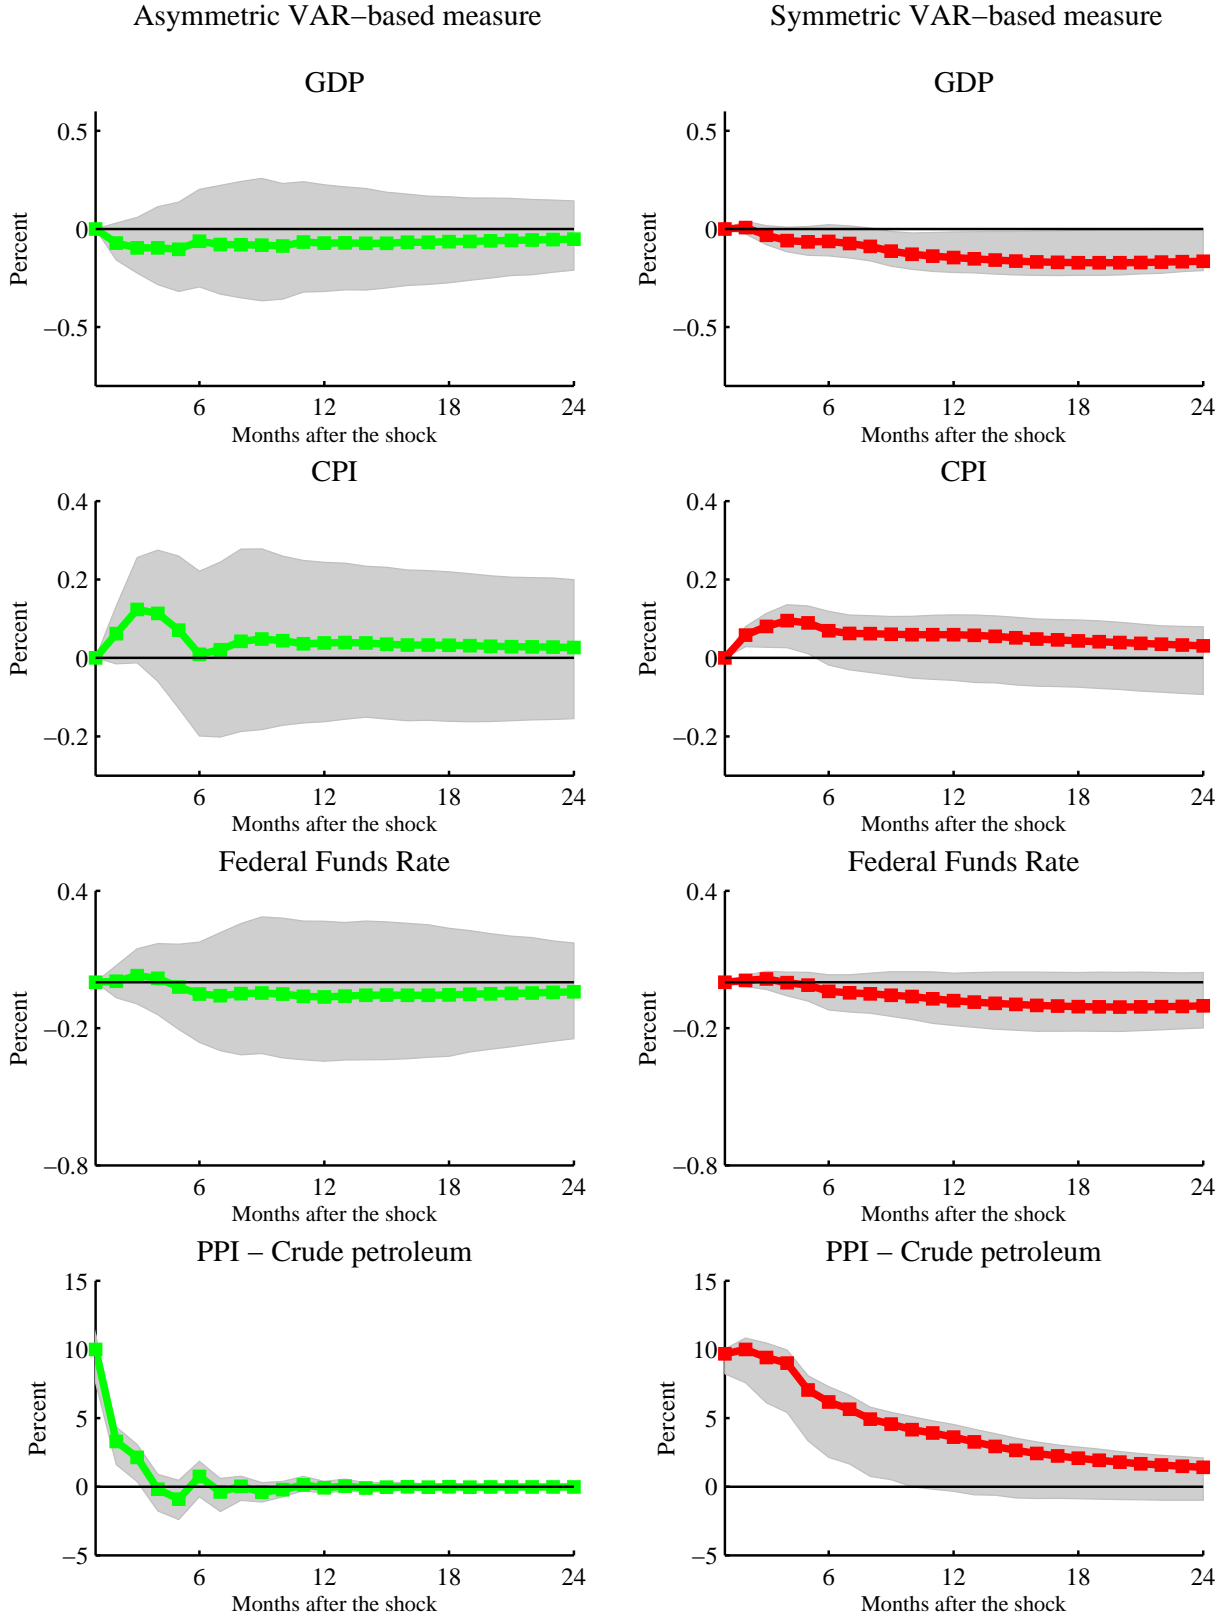 Asymmetric VAR−based measure
Symmetric VAR−based measure
GDP
GDP
0.5
0
−0.5
Percent
6 12 18 24
Months after the shock
0.5
0
−0.5
Percent
6 12 18 24
Months after the shock
CPI
CPI
0.4
0.2
0
−0.2
Percent
6 12 18 24
Months after the shock
0.4
0.2
0
−0.2
Percent
6 12 18 24
Months after the shock
Federal Funds Rate
Federal Funds Rate
0.4
−0.2
−0.8
Percent
6 12 18 24
Months after the shock
0.4
−0.2
−0.8
Percent
6 12 18 24
Months after the shock
PPI − Crude petroleum
PPI − Crude petroleum
15
10
5
0
−5
Percent
6 12 18 24
Months after the shock
15
10
5
0
−5
Percent
6 12 18 24
Months after the shock